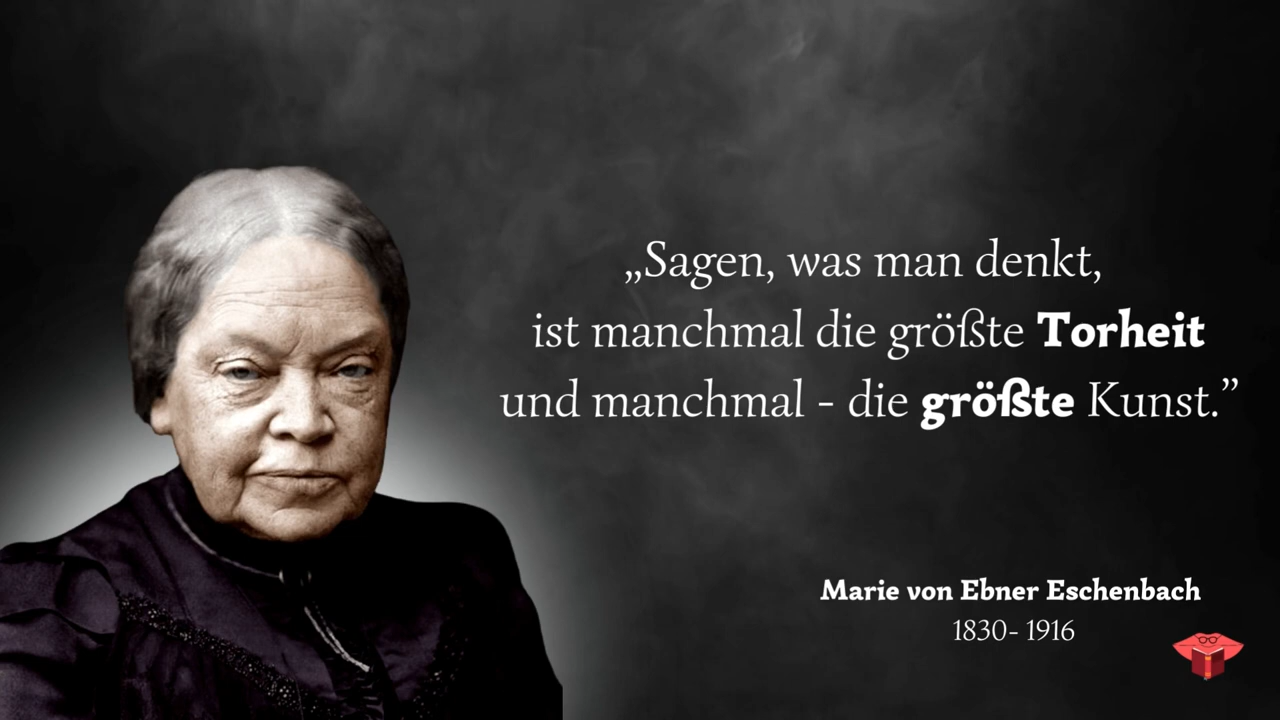 „Sagen, was man denkt,
ist manchmal die größte Torheit
und manchmal - die größte Kunst.”
Marie von Ebner Eschenbach
1830- 1916